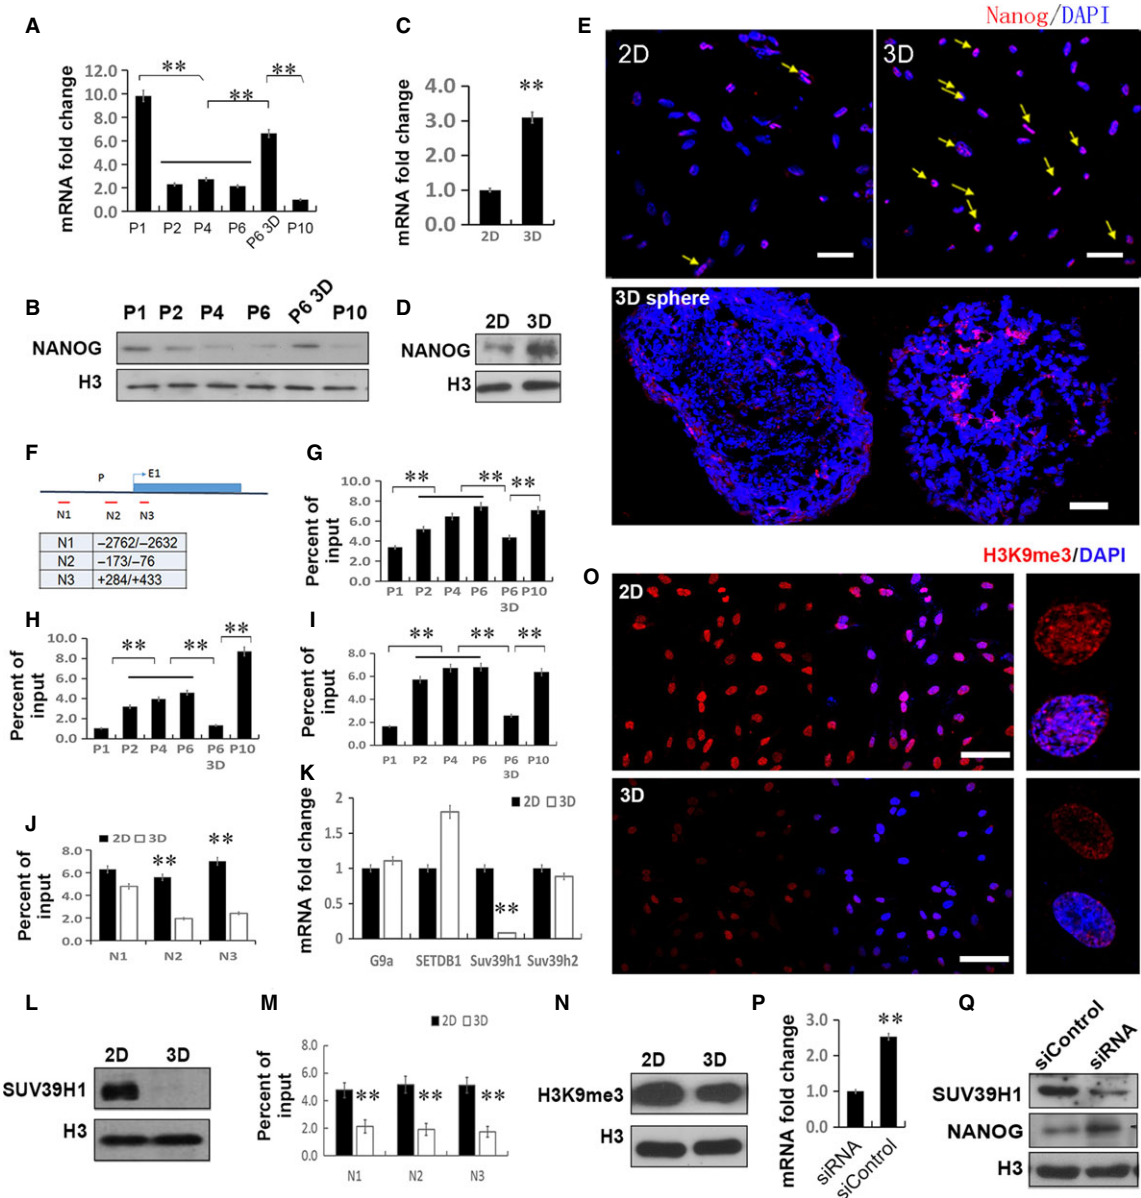 A
mRNA fold change
12.0
10.0
8.0
6.0
4.0
2.0
0.0
** ** **
P1 P2 P4 P6 P6 3D P10
B
P1 P2 P4 P6 P6 3D P10
NANOG
H3
C
mRNA fold change
4.0
3.0
2.0
1.0
0.0
**
2D 3D
D
2D 3D
NANOG
H3
E
Nanog/DAPI
2D
3D
3D sphere
F
P E1
N1 N2 N3
N1 −2762/−2632
N2 −173/−76
N3 +284/+433
G
Percent of
input
10.0
8.0
6.0
4.0
2.0
0.0
** ** **
P1 P2 P4 P6 P6 P10
3D
H
Percent of
input
10.0
8.0
6.0
4.0
2.0
0.0
** ** **
P1 P2 P4 P6 P6 P10
3D
I
Percent of
input
8.0
6.0
4.0
2.0
0.0
** ** **
P1 P2 P4 P6 P6 P10
3D
J
2D 3D
Percent of
input
8.0
6.0
4.0
2.0
0.0
** **
N1 N2 N3
K
mRNA fold change
2D 3D
2
1.5
1
0.5
0
**
G9a SETDB1 Suv39h1 Suv39h2
O
H3K9me3/DAPI
2D
3D
L
2D 3D
SUV39H1
H3
M
2D 3D
Percent of
input
8.0
6.0
4.0
2.0
0.0
** ** **
N1 N2 N3
N
2D 3D
H3K9me3
H3
P
mRNA fold change
3.0
2.0
1.0
0.0
**
siRNA siControl
Q
siControl siRNA
SUV39H1
NANOG
H3